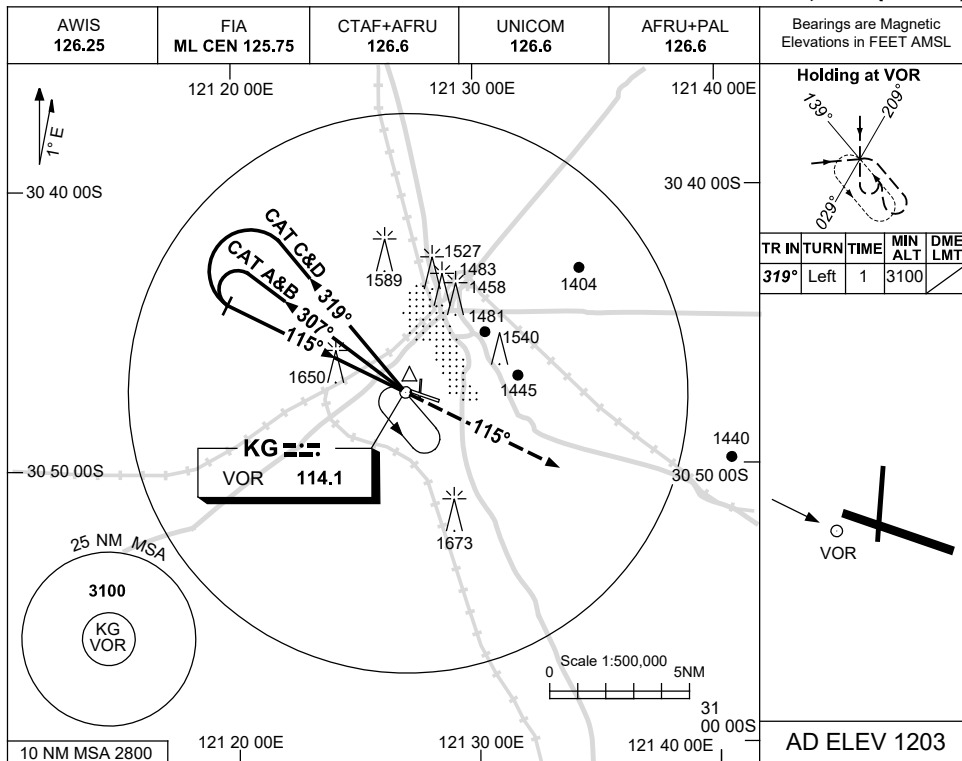 AWIS
126.25
FIA
ML CEN 125.75
CTAF+AFRU
126.6
UNICOM
126.6
AFRU+PAL
126.6
Bearings are Magnetic
Elevations in FEET AMSL
121 20 00E
121 30 00E
121 40 00E
1° E
30 40 00S
30 40 00S
CAT C&D
319°
CAT A&B
307°
115°
1589
1527
1483
1458
1404
1481
1540
1650
1445
115°
KG
VOR 114.1
30 50 00S
1440
30 50 00S
1673
25 NM MSA
3100
KG
VOR
Scale 1:500,000
0
5NM
31
00 00S
121 20 00E
121 30 00E
121 40 00E
10 NM MSA 2800
Holding at VOR
139°
209°
029°
TR IN TURN TIME MIN ALT DME LMT
319° Left 1 3100
VOR
AD ELEV 1203